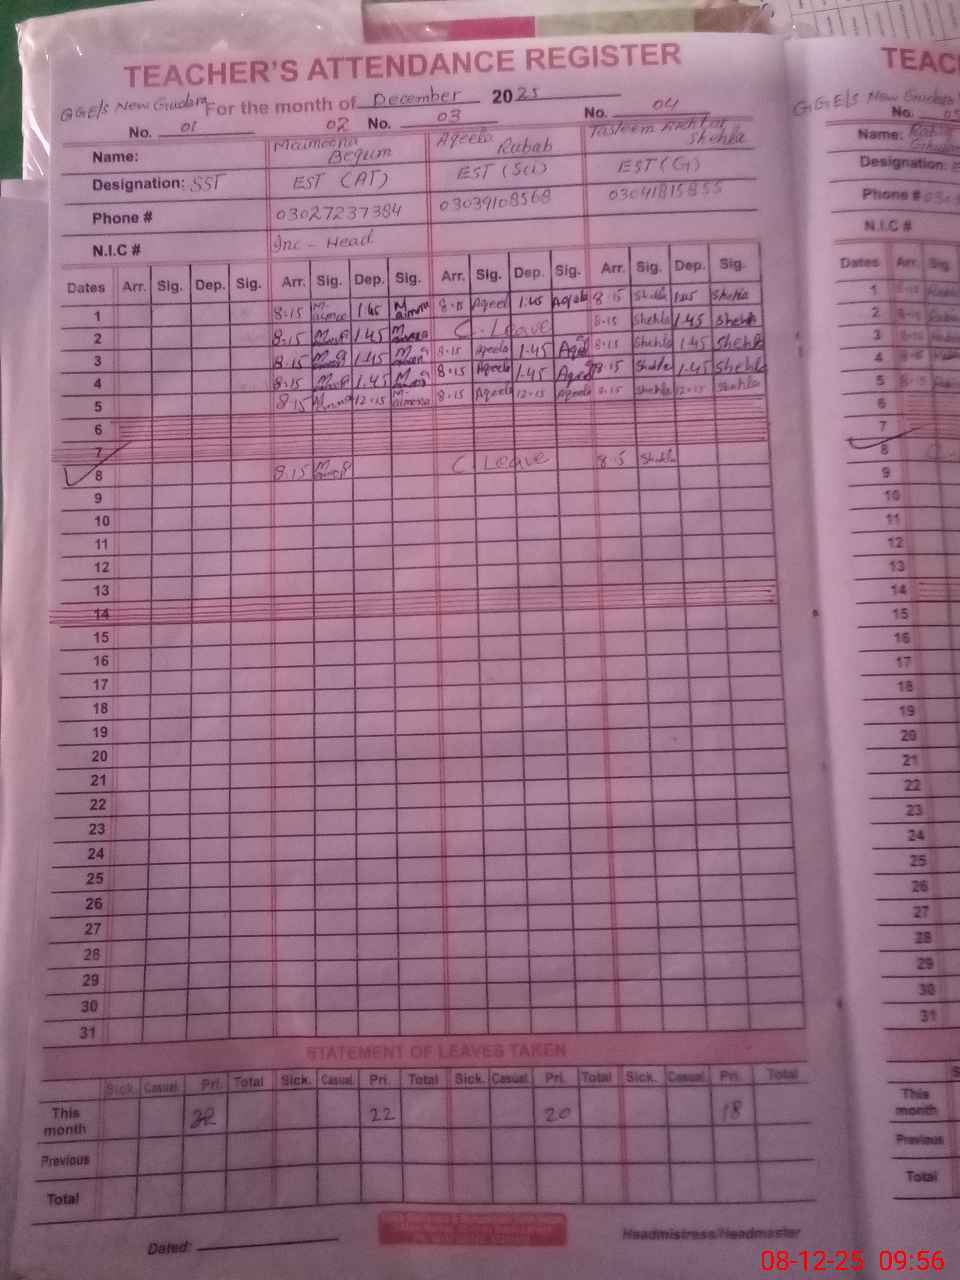 TEACHER'S ATTENDANCE REGISTER
GGE/S New
For the month of December 2025
No. 01 02 No. 03 No. 04
Name: Maimoona Begum Aqeela Rubab Tasleem Akhtar Shehla
Designation: SST EST (AT) EST (Sci) EST (G)
Phone # 03027237384 03039108568 03041815855
N.I.C # Inc - Head
Dates Arr. Sig. Dep. Sig. Arr. Sig. Dep. Sig. Arr. Sig. Dep. Sig. Arr. Sig. Dep. Sig.
1 8-15 1.45 8-15 Aqeel 1.45 Aqeela 8-15 Shehla 1.45 Shehla
2 8.15 1.45 C. Leave 8-15 Shehla 1.45 Shehla
3 8.15 1.45 8-15 Aqeela 1.45 8-15 Shehla 1.45 Shehla
4 8.15 1.45 8.15 Aqeela 1.45 8.15 Shehla 1.45 Shehla
5 8.15 12-15 8-15 Aqeela 12-15 Aqeela 8-15 Shehla 12-15 Shehla
6
7
8 8.15 C Leave 8.15 Shehla
9
10
11
12
13
14
15
16
17
18
19
20
21
22
23
24
25
26
27
28
29
30
31
STATEMENT OF LEAVES TAKEN
Sick. Casual. Pri. Total Sick. Casual. Pri. Total Sick. Casual. Pri. Total Sick. Casual. Pri. Total
This month 22 20 18
Previous
Total
Dated: Headmistress/Headmaster
TEAC
GGE/S New
No. 05
Name:
Designation:
Phone #
N.I.C #
Dates Arr. Sig.
1
2
3
4
5
6
7
8
9
10
11
12
13
14
15
16
17
18
19
20
21
22
23
24
25
26
27
28
29
30
31
This month
Previous
Total
08-12-25 09:56